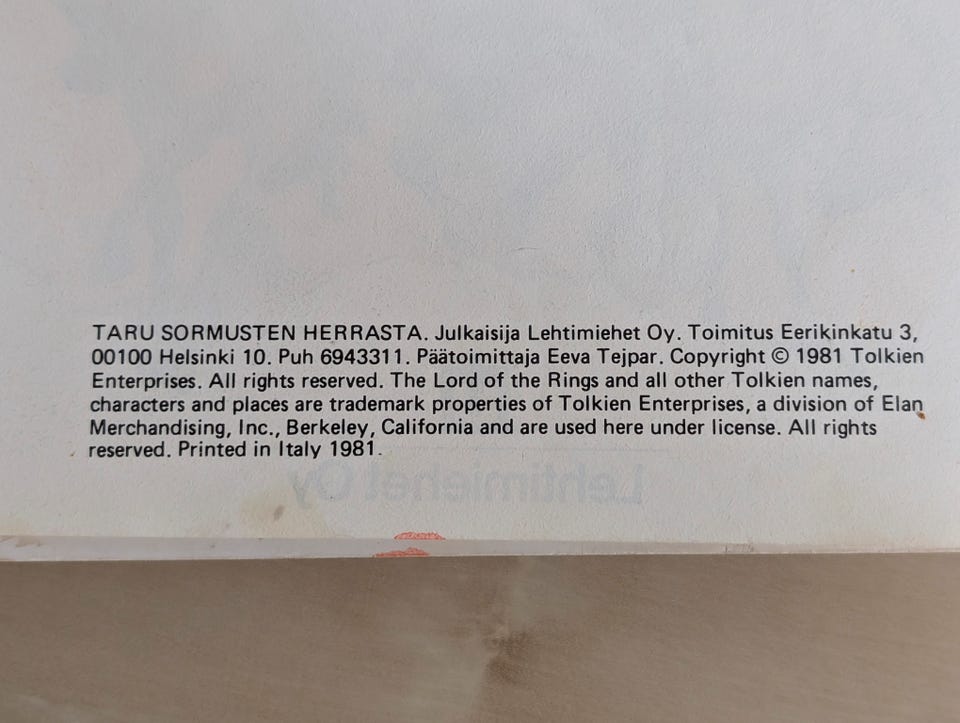 TARU SORMUSTEN HERRASTA. Julkaisija Lehtimiehet Oy. Toimitus Eerikinkatu 3,
00100 Helsinki 10. Puh 6943311. Päätoimittaja Eeva Tejpar. Copyright © 1981 Tolkien
Enterprises. All rights reserved. The Lord of the Rings and all other Tolkien names,
characters and places are trademark properties of Tolkien Enterprises, a division of Elan
Merchandising, Inc., Berkeley, California and are used here under license. All rights
reserved. Printed in Italy 1981.
Lehtimiehet Oy